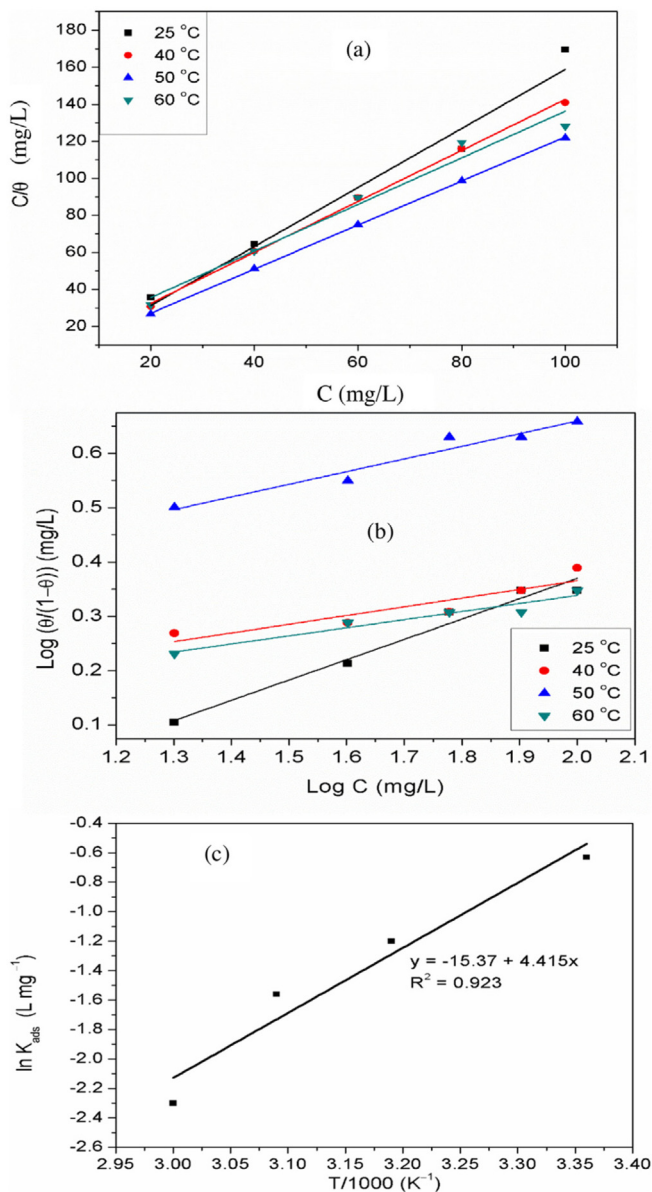 (a)
25 °C
40 °C
50 °C
60 °C
180
160
140
120
100
80
60
40
20
C/θ (mg/L)
20 40 60 80 100
C (mg/L)
(b)
0.6
0.5
0.4
0.3
0.2
0.1
Log (θ/(1−θ)) (mg/L)
25 °C
40 °C
50 °C
60 °C
1.2 1.3 1.4 1.5 1.6 1.7 1.8 1.9 2.0 2.1
Log C (mg/L)
(c)
-0.4
-0.6
-0.8
-1.0
-1.2
-1.4
-1.6
-1.8
-2.0
-2.2
-2.4
-2.6
ln Kads (L mg⁻¹)
y = -15.37 + 4.415x
R² = 0.923
2.95 3.00 3.05 3.10 3.15 3.20 3.25 3.30 3.35 3.40
T/1000 (K⁻¹)